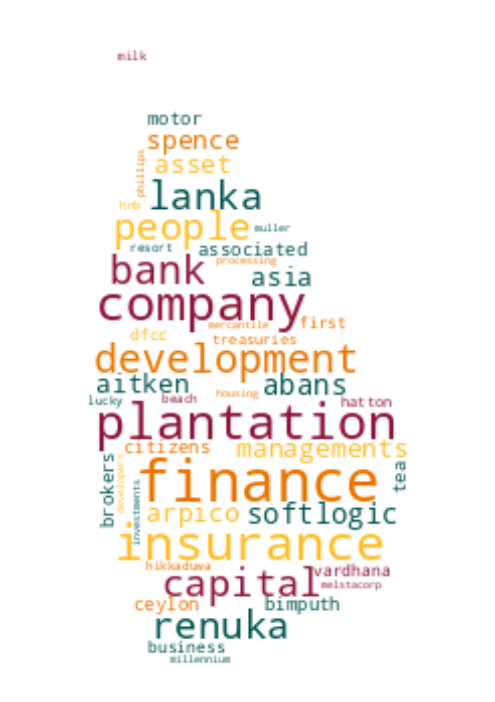 milk
motor
spence
phillips
asset
lanka
hnb
people
muller
resort
associated
processing
bank
asia
company
mercantile
first
dfcc
treasuries
development
aitken
abans
lucky
beach
housing
hatton
plantation
citizens
managements
brokers
developers
finance
tea
investments
arpico
softlogic
insurance
hikkaduwa
vardhana
capital
melstacorp
ceylon
bimputh
renuka
business
millennium